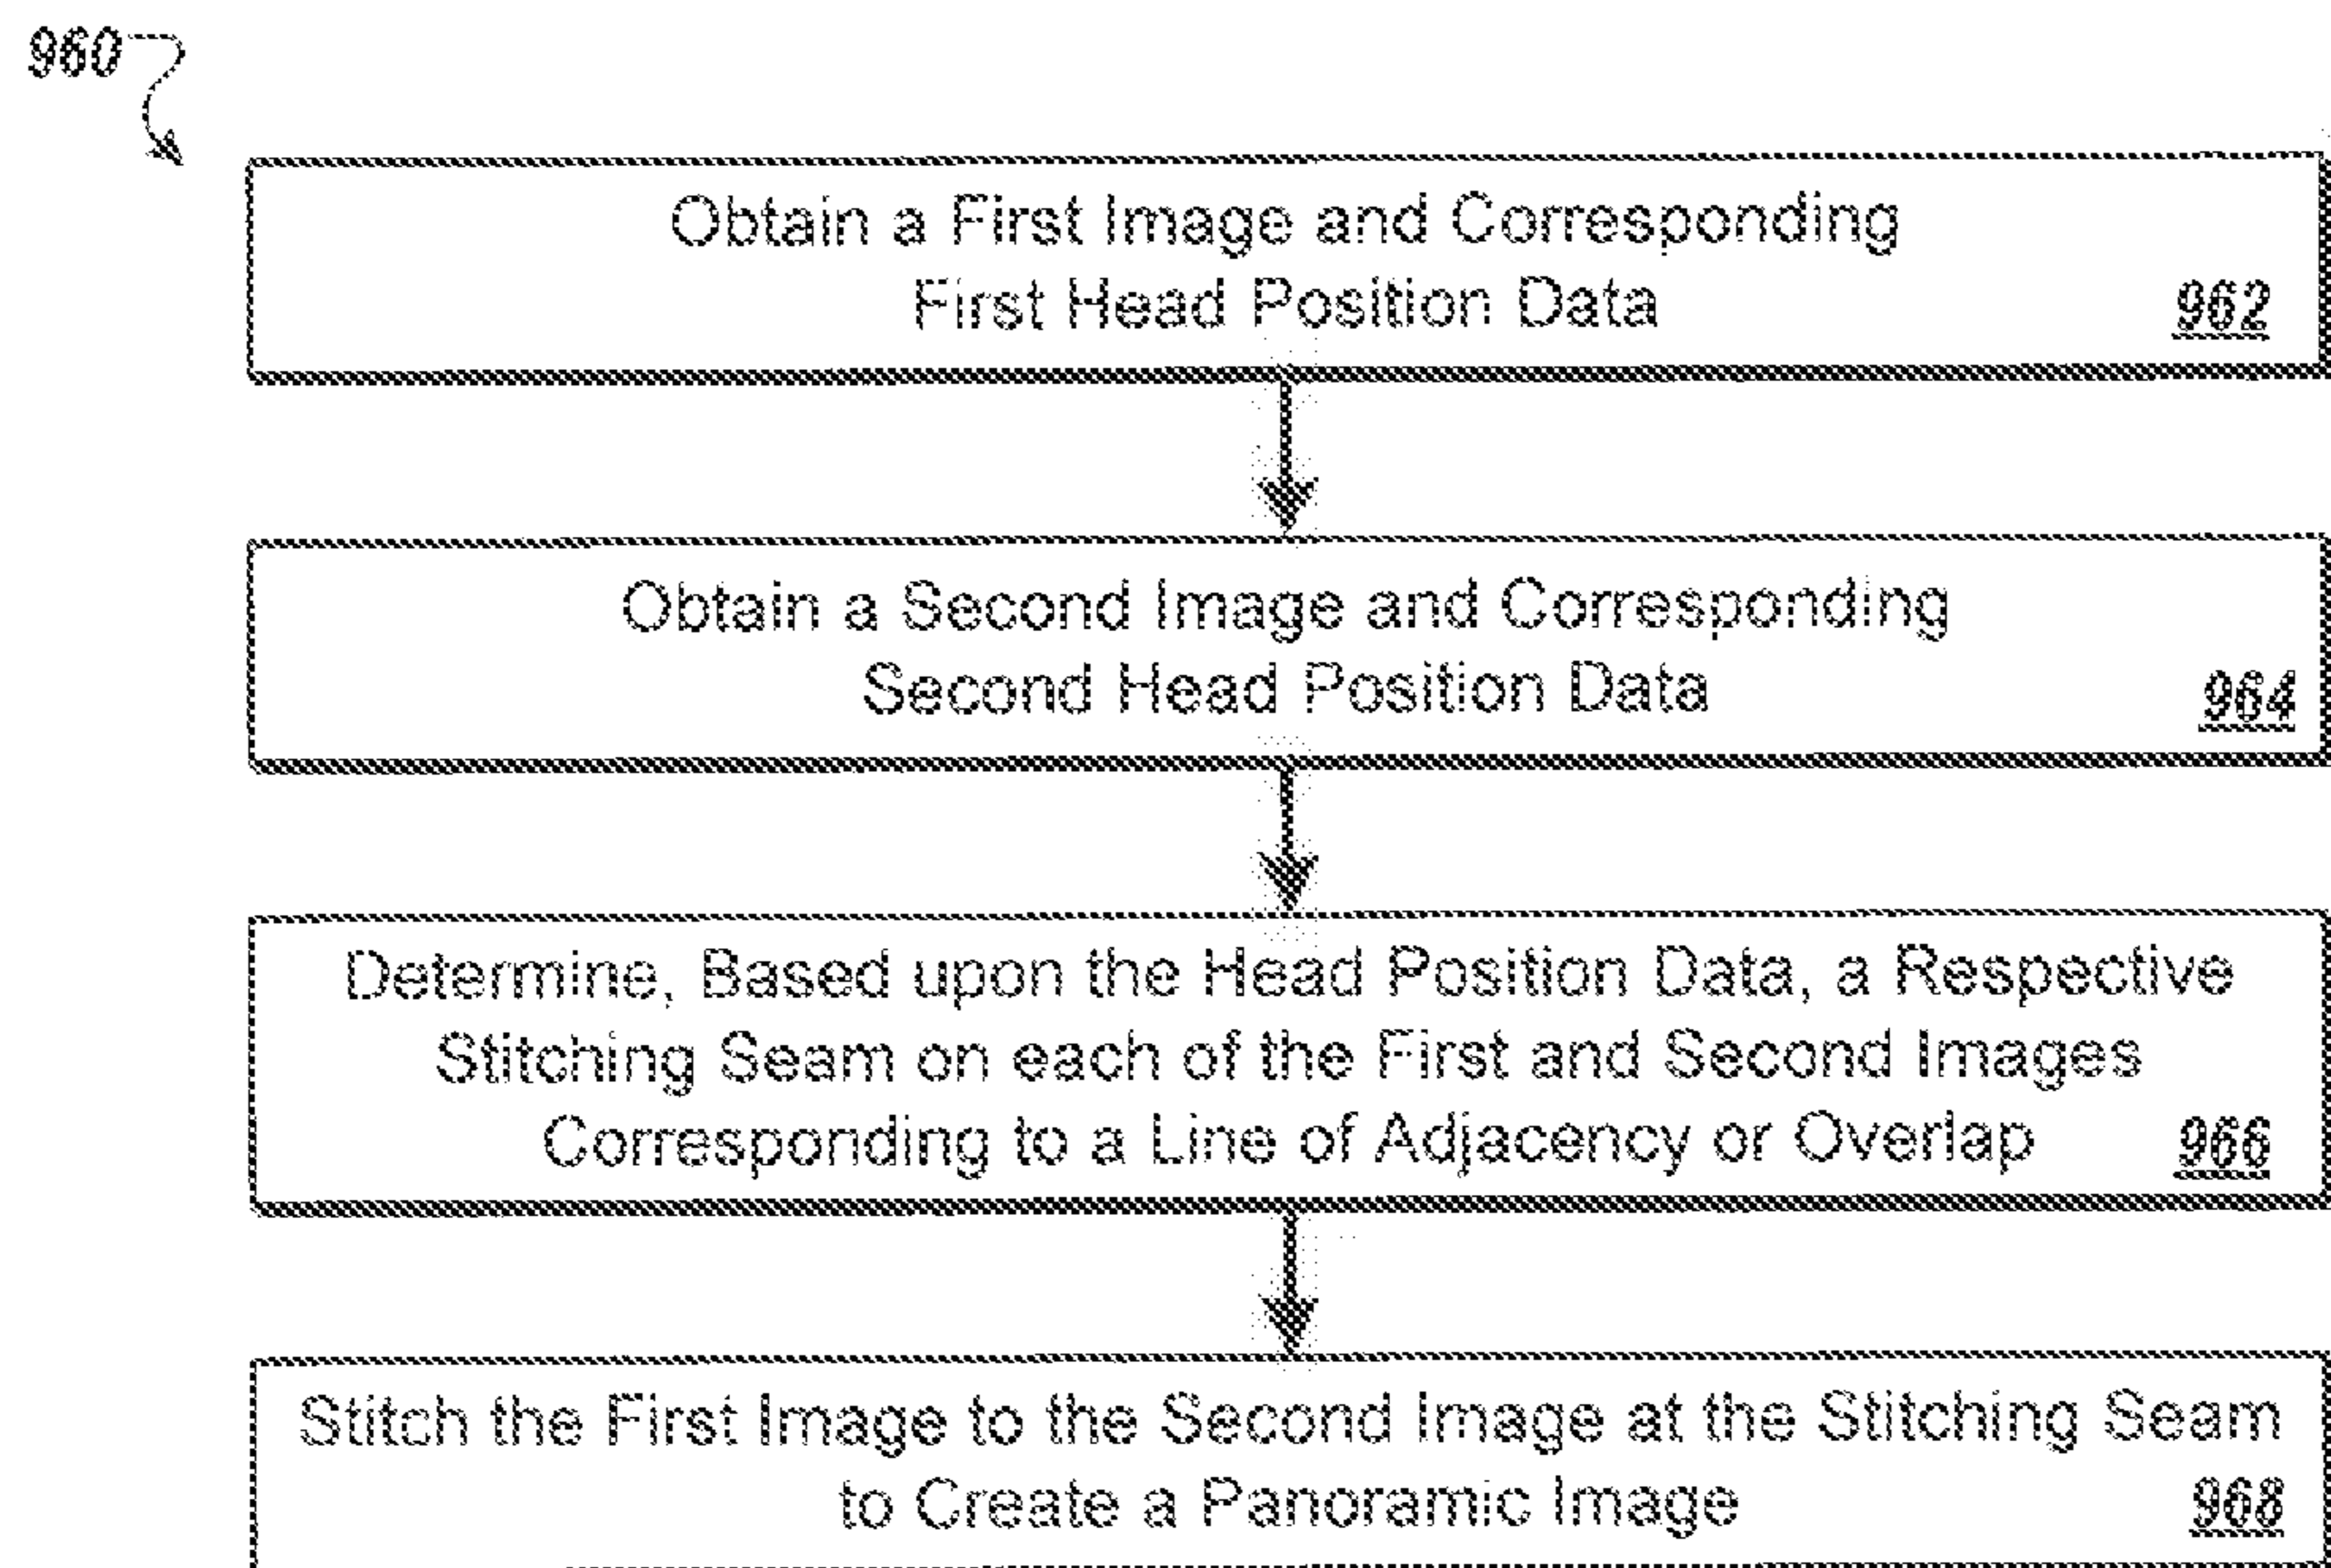 960
Obtain a First Image and Corresponding
First Head Position Data
962
Obtain a Second Image and Corresponding
Second Head Position Data
964
Determine, Based upon the Head Position Data, a Respective
Stitching Seam on each of the First and Second Images
Corresponding to a Line of Adjacency or Overlap
966
Stitch the First Image to the Second Image at the Stitching Seam
to Create a Panoramic Image
968